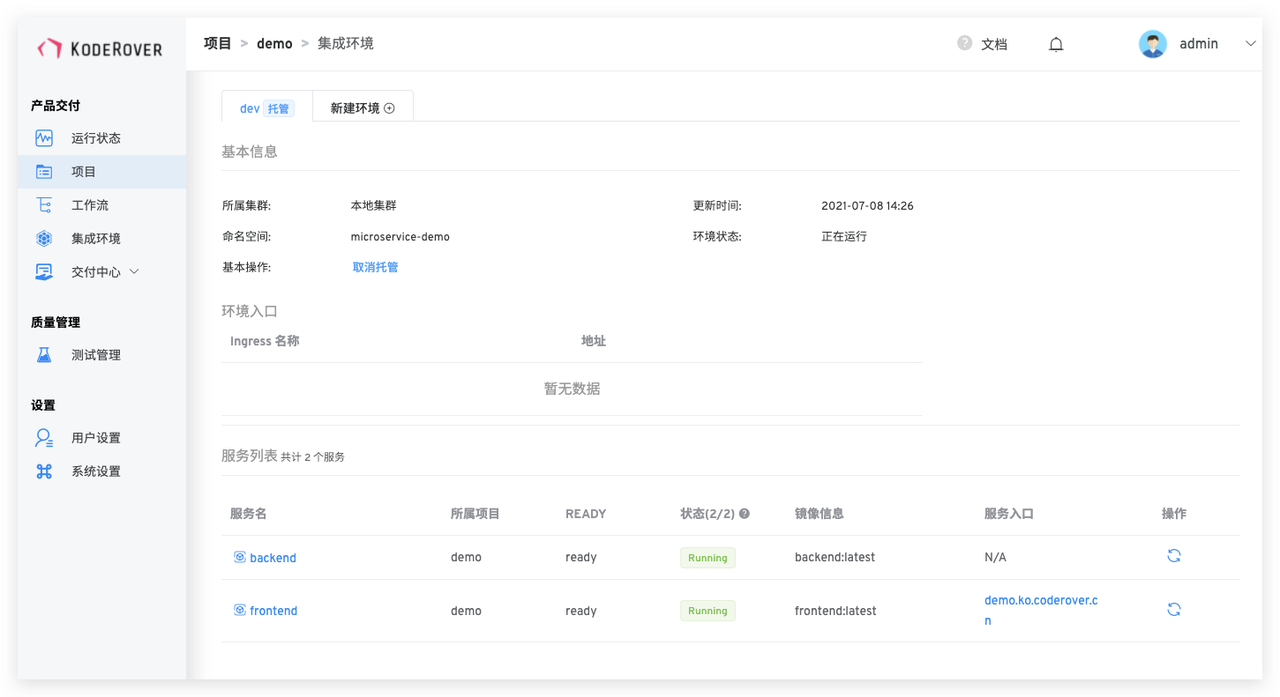 KODEROVER
项目 > demo > 集成环境
? 文档
admin
产品交付
运行状态
项目
工作流
集成环境
交付中心
质量管理
测试管理
设置
用户设置
系统设置
dev 托管
新建环境
基本信息
所属集群: 本地集群 更新时间: 2021-07-08 14:26
命名空间: microservice-demo 环境状态: 正在运行
基本操作: 取消托管
环境入口
Ingress 名称 地址
暂无数据
服务列表 共计 2 个服务
服务名 所属项目 READY 状态(2/2) ? 镜像信息 服务入口 操作
backend demo ready Running backend:latest N/A
frontend demo ready Running frontend:latest demo.ko.coderover.c
n